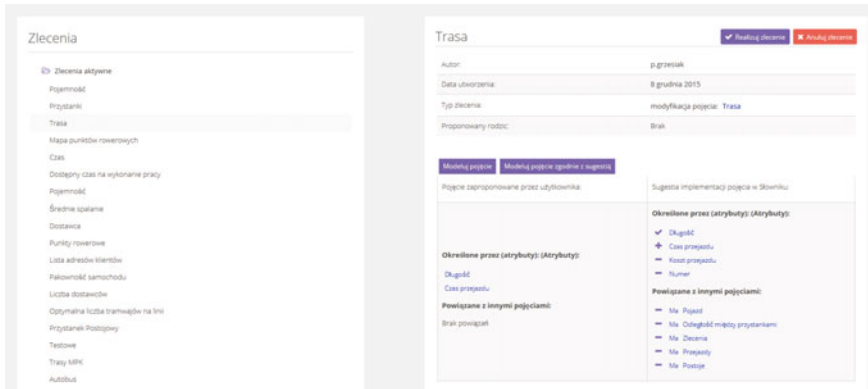 Zlecenia
Zlecenia aktywne
Pojemność
Przystanki
Trasa
Mapa punktów rowerowych
Czas
Dostępny czas na wykonanie pracy
Pojemność
Średnie spalanie
Dostawca
Punkty rowerowe
Lista adresów klientów
Pakowność samochodu
Liczba dostawców
Optymalna liczba tramwajów na linii
Przystanek Postojowy
Testowe
Trasy MPK
Autobus
Trasa
Realizuj zlecenie Anuluj zlecenie
Autor: p.grzesiak
Data utworzenia: 8 grudnia 2015
Typ zlecenia: modyfikacja pojęcia: Trasa
Proponowany rodzic: Brak
Modeluj pojęcie Modeluj pojęcie zgodnie z sugestią
Pojęcie zaproponowane przez użytkownika: Sugestia implementacji pojęcia w Słowniku:
Określone przez (atrybuty): (Atrybuty):
Długość
Czas przejazdu
Powiązane z innymi pojęciami:
Brak powiązań
Określone przez (atrybuty): (Atrybuty):
Długość
Czas przejazdu
Koszt przejazdu
Numer
Powiązane z innymi pojęciami:
Ma Pojazd
Ma Odległość między przystankami
Ma Zlecenia
Ma Przejazdy
Ma Postoje